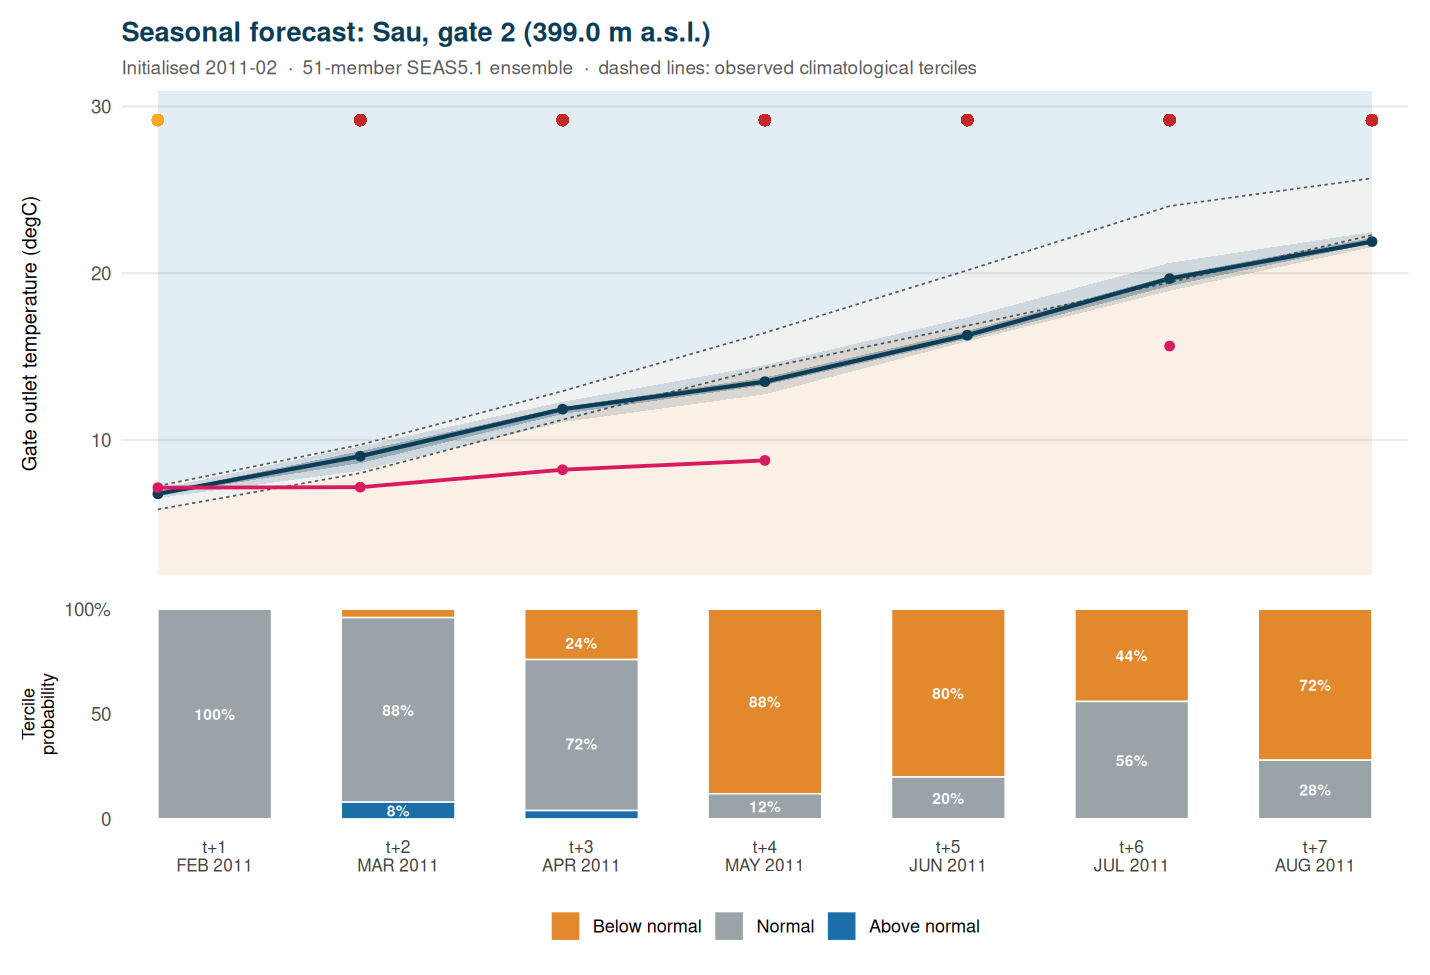 Seasonal forecast: Sau, gate 2 (399.0 m a.s.l.)
Initialised 2011-02 · 51-member SEAS5.1 ensemble · dashed lines: observed climatological terciles
Gate outlet temperature (degC)
30
20
10
Tercile
probability
100%
50
0
100%
88%
8%
24%
72%
88%
12%
80%
20%
44%
56%
72%
28%
t+1
FEB 2011
t+2
MAR 2011
t+3
APR 2011
t+4
MAY 2011
t+5
JUN 2011
t+6
JUL 2011
t+7
AUG 2011
Below normal
Normal
Above normal